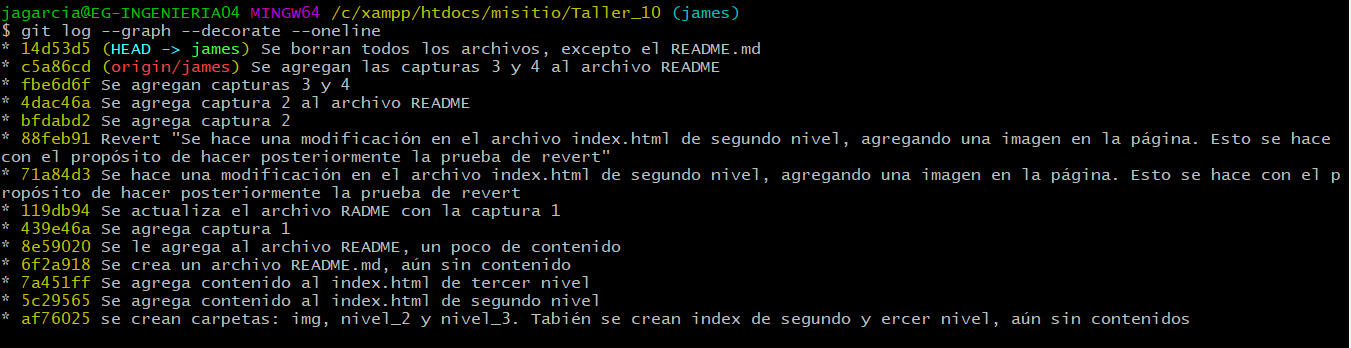 jagarcia@EG-INGENIERIA04 MINGW64 /c/xampp/htdocs/misitio/Taller_10 (james)
$ git log --graph --decorate --oneline
* 14d53d5 (HEAD -> james) Se borran todos los archivos, excepto el README.md
* c5a86cd (origin/james) Se agregan las capturas 3 y 4 al archivo README
* fbe6d6f Se agregan capturas 3 y 4
* 4dac46a Se agrega captura 2 al archivo README
* bfdabd2 Se agrega captura 2
* 88feb91 Revert "Se hace una modificación en el archivo index.html de segundo nivel, agregando una imagen en la página. Esto se hace
con el propósito de hacer posteriormente la prueba de revert"
* 71a84d3 Se hace una modificación en el archivo index.html de segundo nivel, agregando una imagen en la página. Esto se hace con el p
ropósito de hacer posteriormente la prueba de revert
* 119db94 Se actualiza el archivo RADME con la captura 1
* 439e46a Se agrega captura 1
* 8e59020 Se le agrega al archivo README, un poco de contenido
* 6f2a918 Se crea un archivo README.md, aún sin contenido
* 7a451ff Se agrega contenido al index.html de tercer nivel
* 5c29565 Se agrega contenido al index.html de segundo nivel
* af76025 se crean carpetas: img, nivel_2 y nivel_3. Tabién se crean index de segundo y ercer nivel, aún sin contenidos